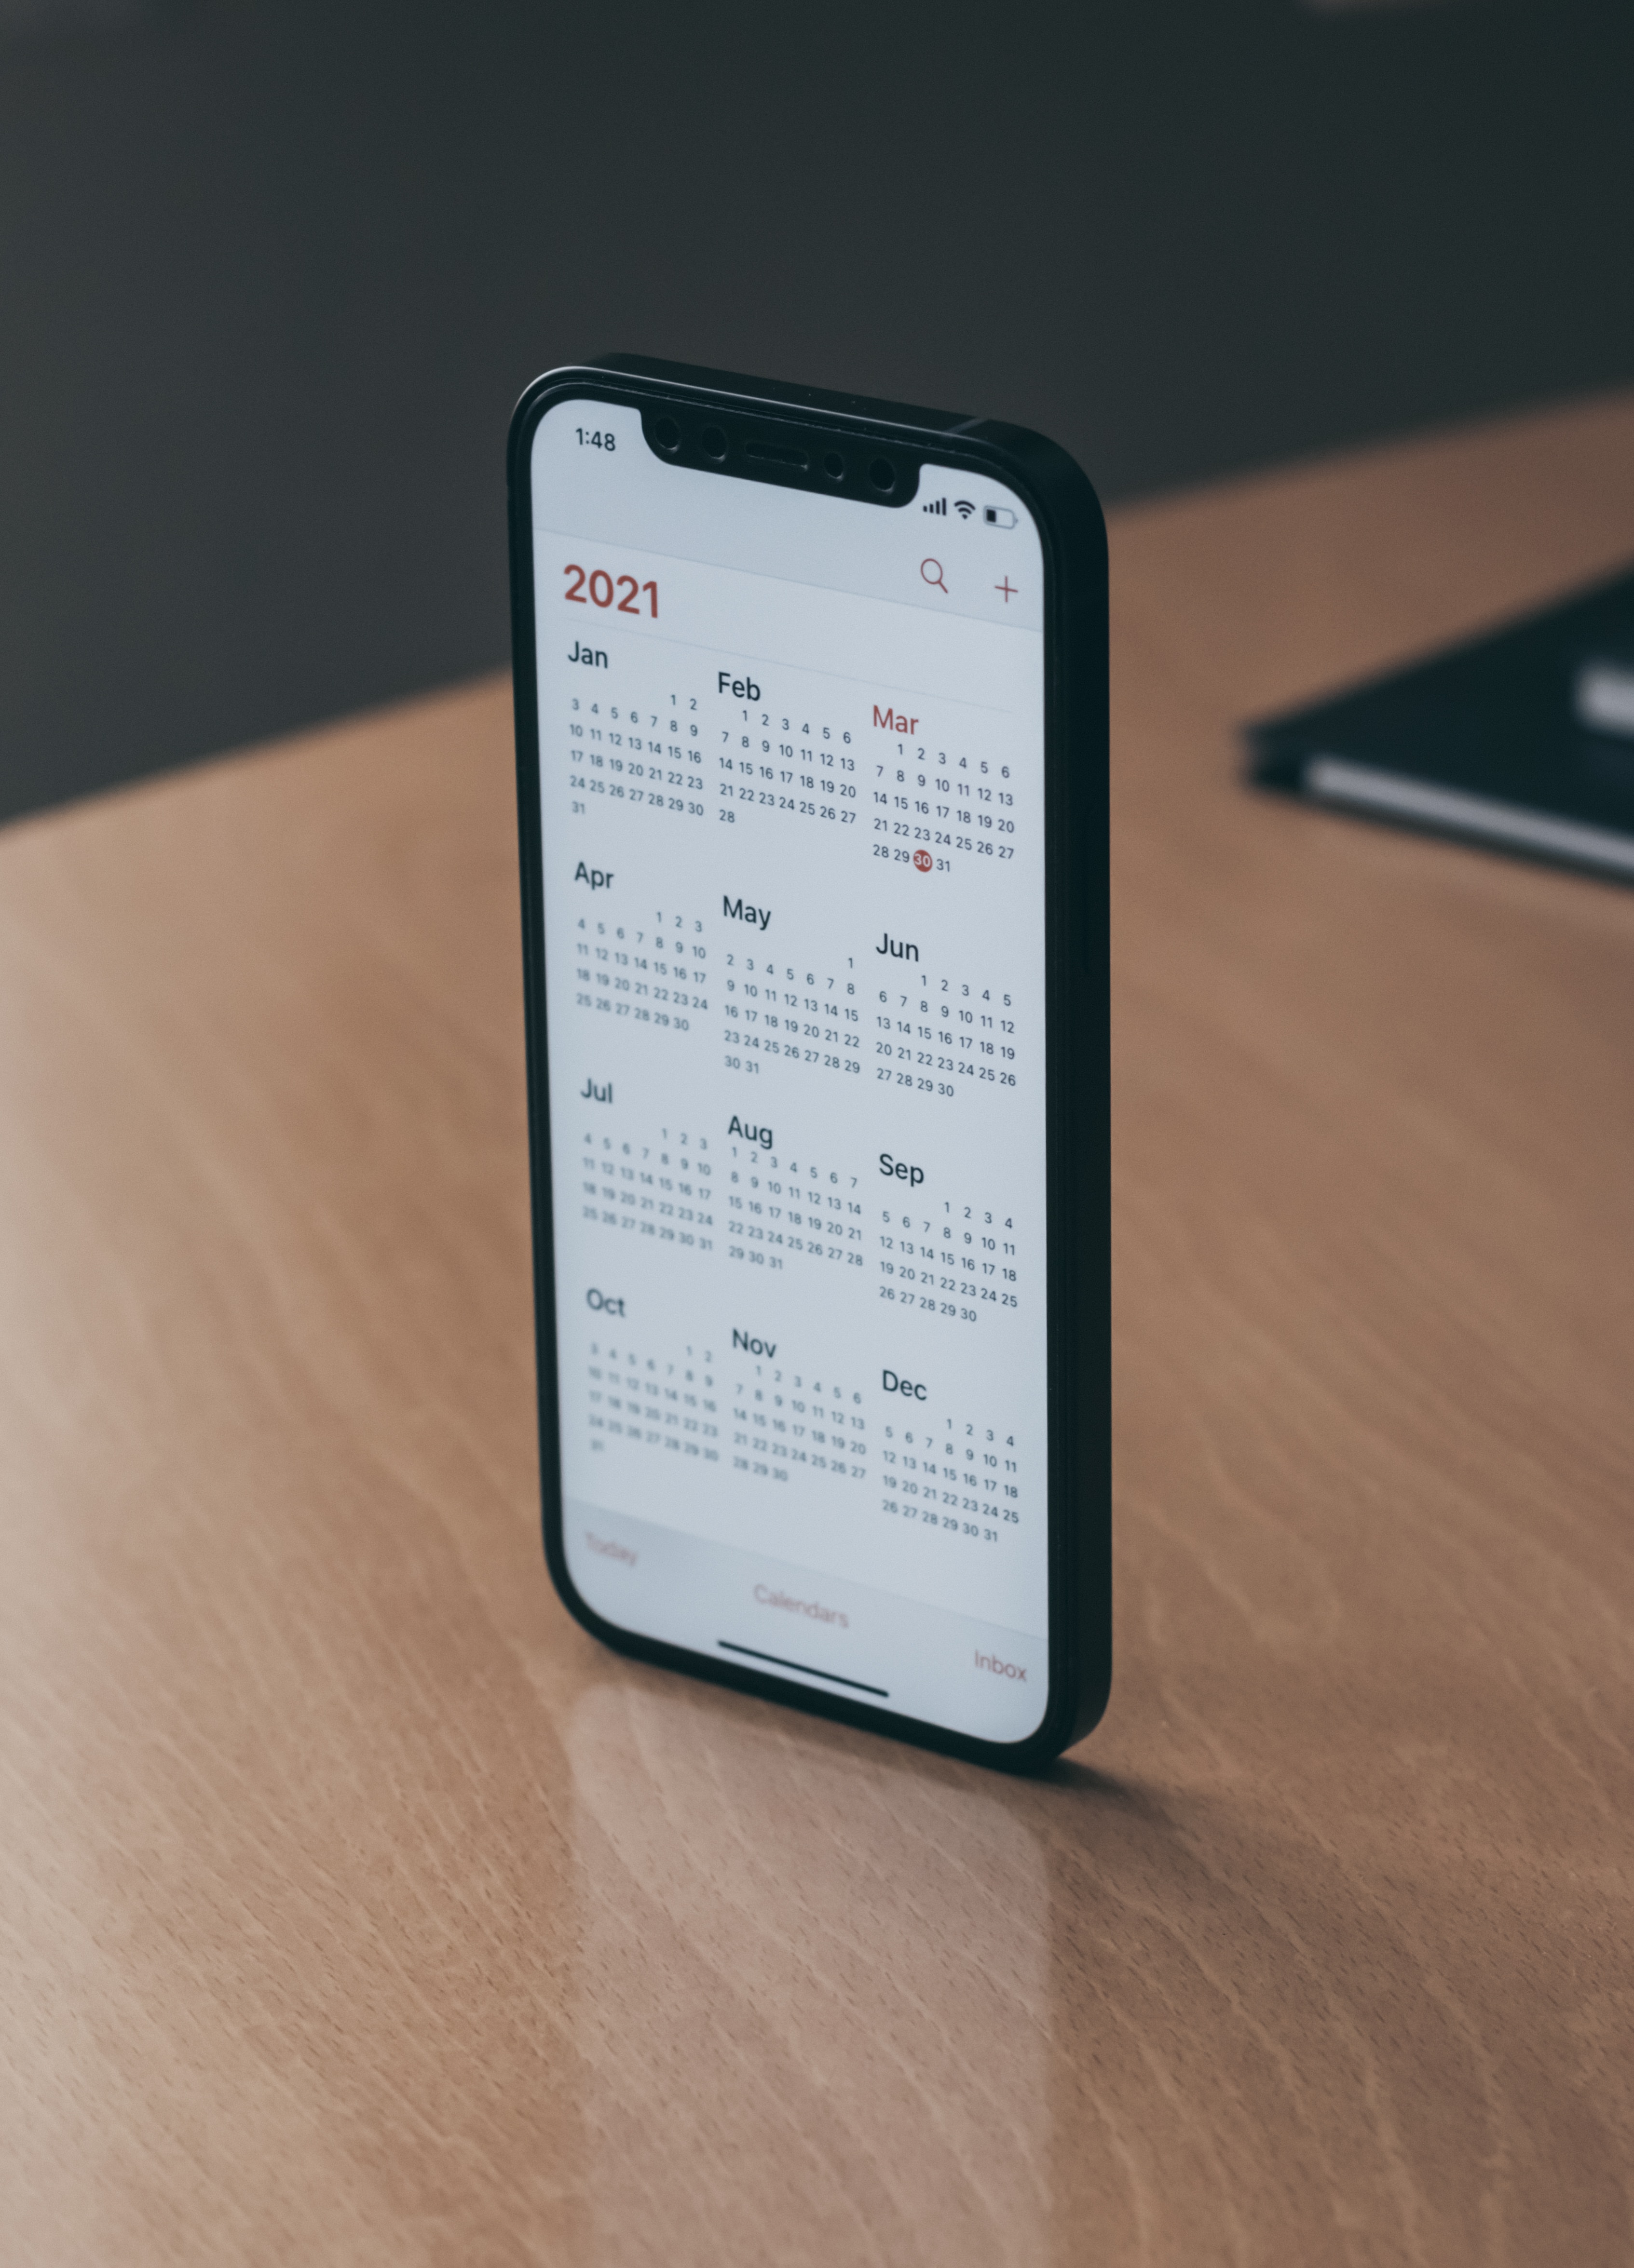 1:48
2021
Jan Feb Mar
1 2
3 4 5 6 7 8 9
10 11 12 13 14 15 16
17 18 19 20 21 22 23
24 25 26 27 28 29 30
31
1 2 3 4 5 6
7 8 9 10 11 12 13
14 15 16 17 18 19 20
21 22 23 24 25 26 27
28
1 2 3 4 5 6
7 8 9 10 11 12 13
14 15 16 17 18 19 20
21 22 23 24 25 26 27
28 29 30 31
Apr May Jun
1 2 3
4 5 6 7 8 9 10
11 12 13 14 15 16 17
18 19 20 21 22 23 24
25 26 27 28 29 30
1
2 3 4 5 6 7 8
9 10 11 12 13 14 15
16 17 18 19 20 21 22
23 24 25 26 27 28 29
30 31
1 2 3 4 5
6 7 8 9 10 11 12
13 14 15 16 17 18 19
20 21 22 23 24 25 26
27 28 29 30
Jul Aug Sep
1 2 3
4 5 6 7 8 9 10
11 12 13 14 15 16 17
18 19 20 21 22 23 24
25 26 27 28 29 30 31
1 2 3 4 5 6 7
8 9 10 11 12 13 14
15 16 17 18 19 20 21
22 23 24 25 26 27 28
29 30 31
1 2 3 4
5 6 7 8 9 10 11
12 13 14 15 16 17 18
19 20 21 22 23 24 25
26 27 28 29 30
Oct Nov Dec
1 2
3 4 5 6 7 8 9
10 11 12 13 14 15 16
17 18 19 20 21 22 23
24 25 26 27 28 29 30
31
1 2 3 4 5 6
7 8 9 10 11 12 13
14 15 16 17 18 19 20
21 22 23 24 25 26 27
28 29 30
1 2 3 4
5 6 7 8 9 10 11
12 13 14 15 16 17 18
19 20 21 22 23 24 25
26 27 28 29 30 31
Today Calendars Inbox